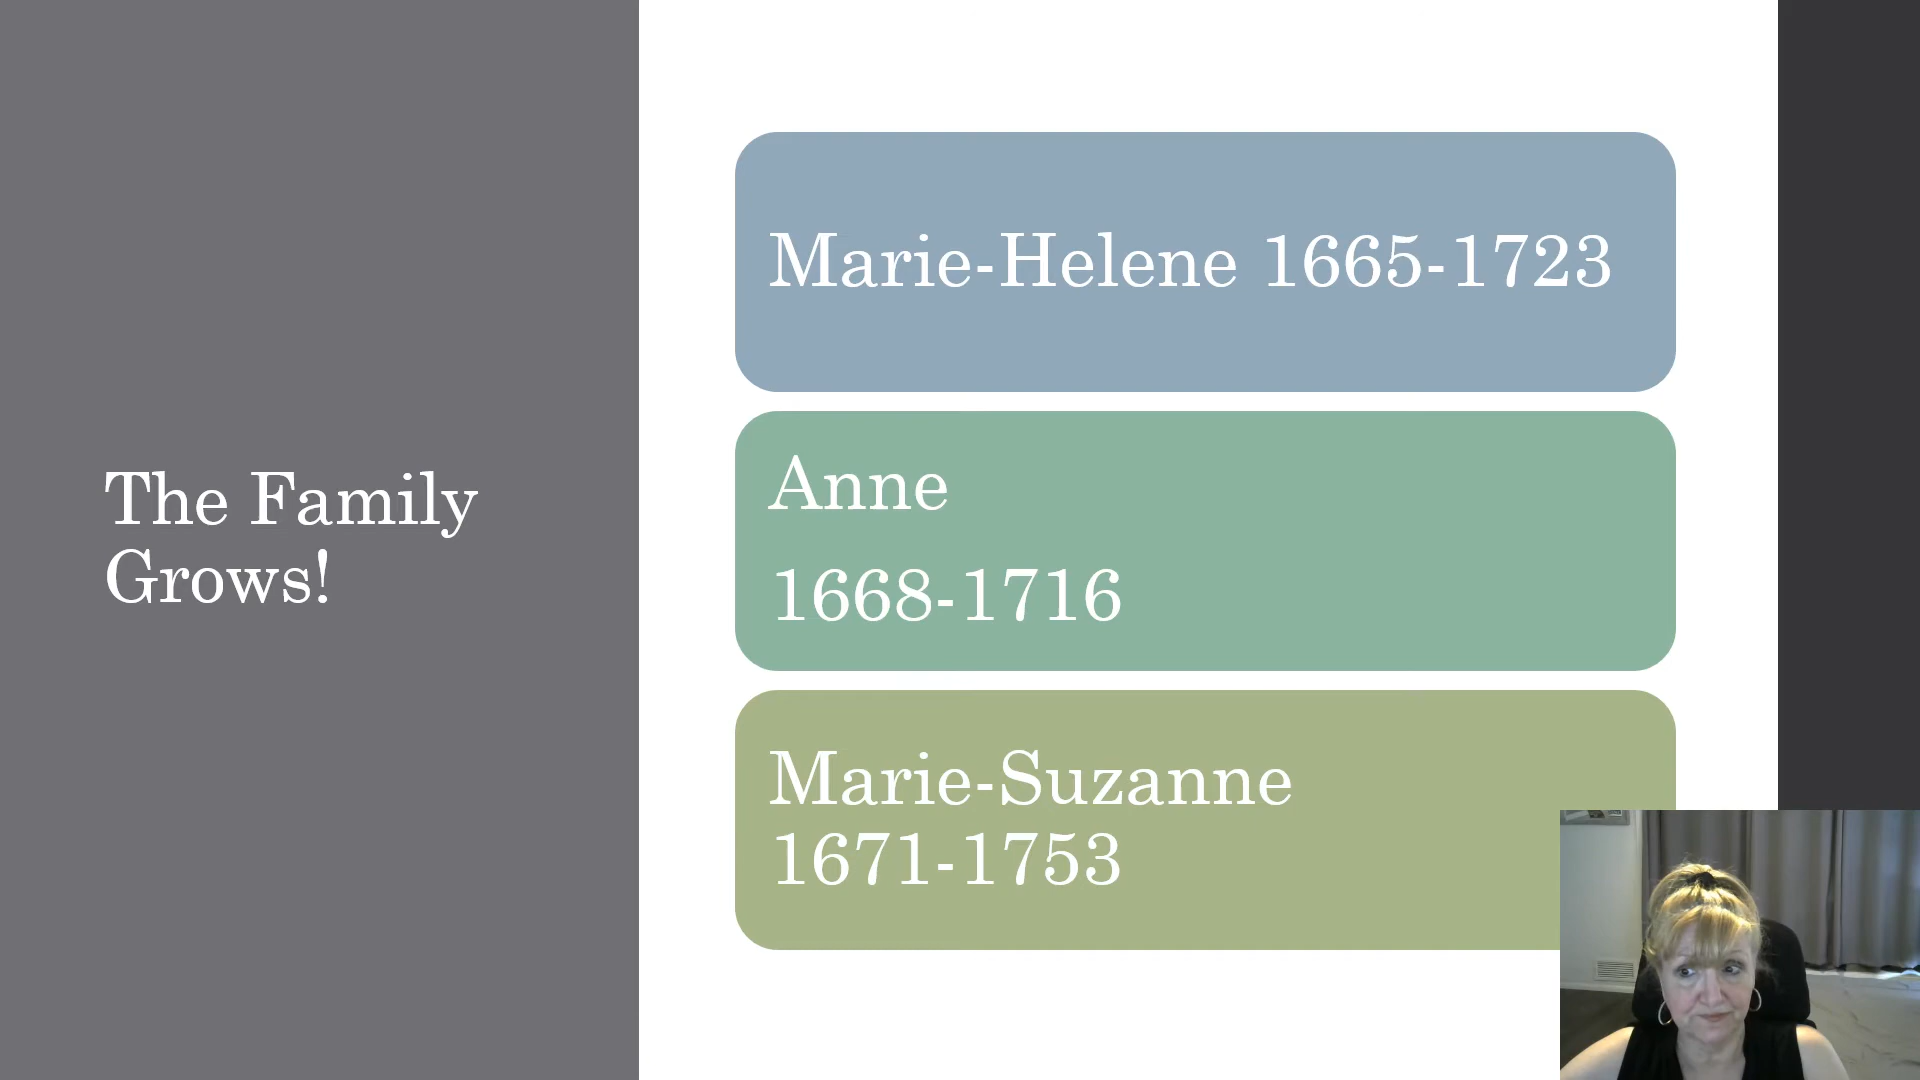 The Family
Grows!
Marie-Helene 1665-1723
Anne
1668-1716
Marie-Suzanne
1671-1753